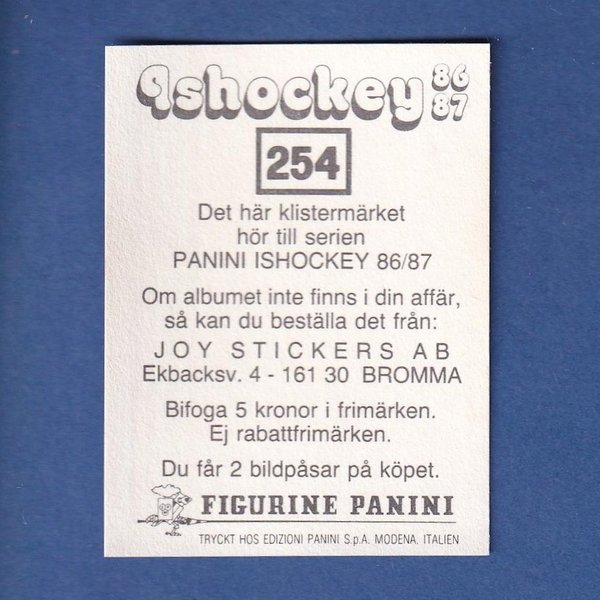 Ishockey 86
87
254
Det här klistermärket
hör till serien
PANINI ISHOCKEY 86/87
Om albumet inte finns i din affär,
så kan du beställa det från:
JOY STICKERS AB
Ekbacksv. 4 - 161 30 BROMMA
Bifoga 5 kronor i frimärken.
Ej rabattfrimärken.
Du får 2 bildpåsar på köpet.
FIGURINE PANINI
TRYCKT HOS EDIZIONI PANINI S.p.A. MODENA. ITALIEN